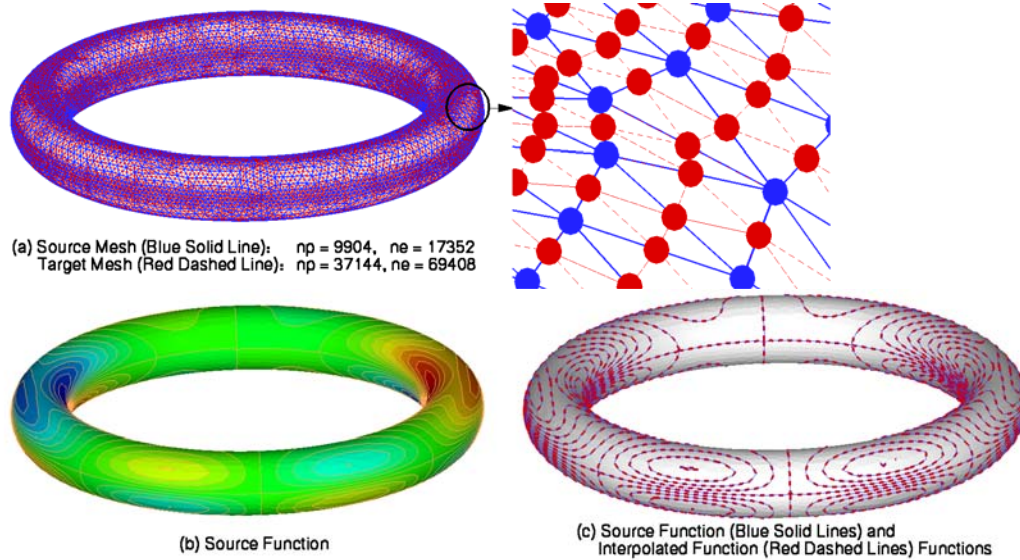 (a) Source Mesh (Blue Solid Line): np = 9904, ne = 17352
Target Mesh (Red Dashed Line): np = 37144, ne = 69408
(b) Source Function
(c) Source Function (Blue Solid Lines) and
Interpolated Function (Red Dashed Lines) Functions